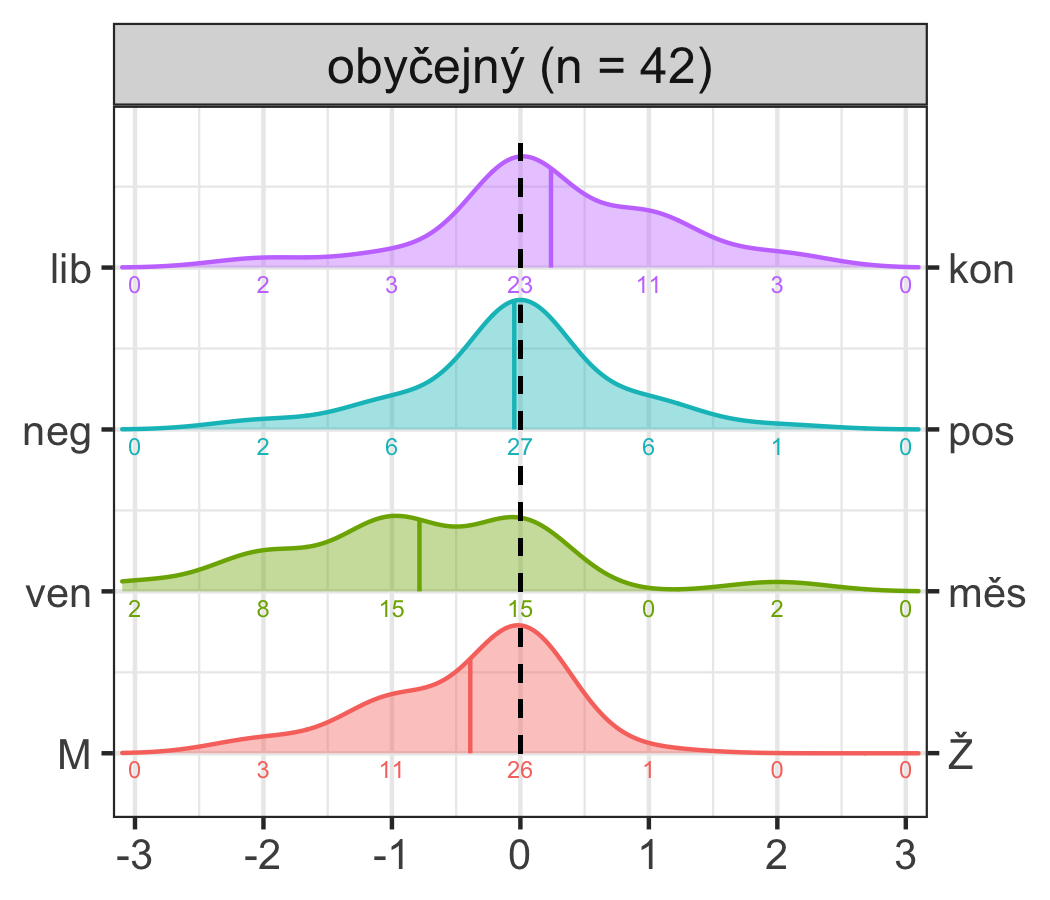 obyčejný (n = 42)
lib kon
0 2 3 23 11 3 0
neg pos
0 2 6 27 6 1 0
ven měs
2 8 15 15 0 2 0
M Ž
0 3 11 26 1 0 0
-3 -2 -1 0 1 2 3